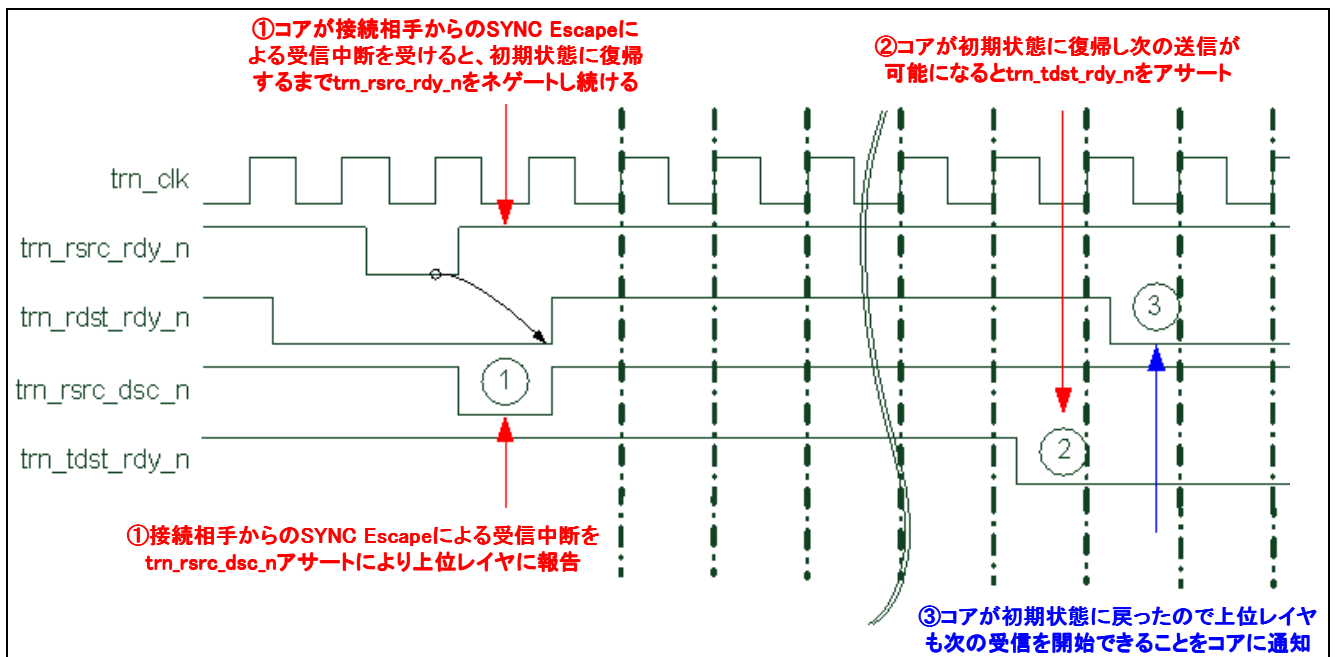 ①コアが接続相手からのSYNC Escapeに
よる受信中断を受けると、初期状態に復帰
するまでtrn_rsrc_rdy_nをネゲートし続ける
②コアが初期状態に復帰し次の送信が
可能になるとtrn_tdst_rdy_nをアサート
trn_clk
trn_rsrc_rdy_n
trn_rdst_rdy_n
3
trn_rsrc_dsc_n
1
trn_tdst_rdy_n
2
①接続相手からのSYNC Escapeによる受信中断を
trn_rsrc_dsc_nアサートにより上位レイヤに報告
③コアが初期状態に戻ったので上位レイヤ
も次の受信を開始できることをコアに通知